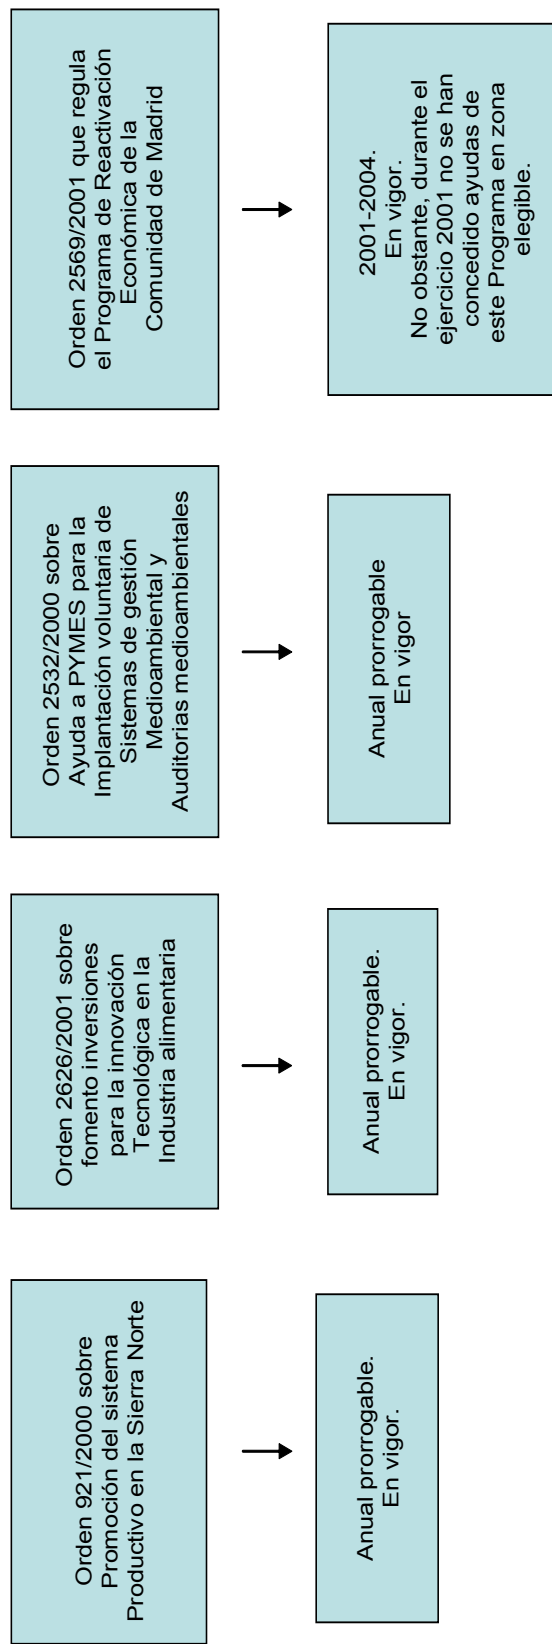 Orden 921/2000 sobre
Promoción del sistema
Productivo en la Sierra Norte
Anual prorrogable.
En vigor.
Orden 2626/2001 sobre
fomento inversiones
para la innovación
Tecnológica en la
Industria alimentaria
Anual prorrogable.
En vigor.
Orden 2532/2000 sobre
Ayuda a PYMES para la
Implantación voluntaria de
Sistemas de gestión
Medioambiental y
Auditorias medioambientales
Anual prorrogable
En vigor
Orden 2569/2001 que regula
el Programa de Reactivación
Económica de la
Comunidad de Madrid
2001-2004.
En vigor.
No obstante, durante el
ejercicio 2001 no se han
concedido ayudas de
este Programa en zona
elegible.